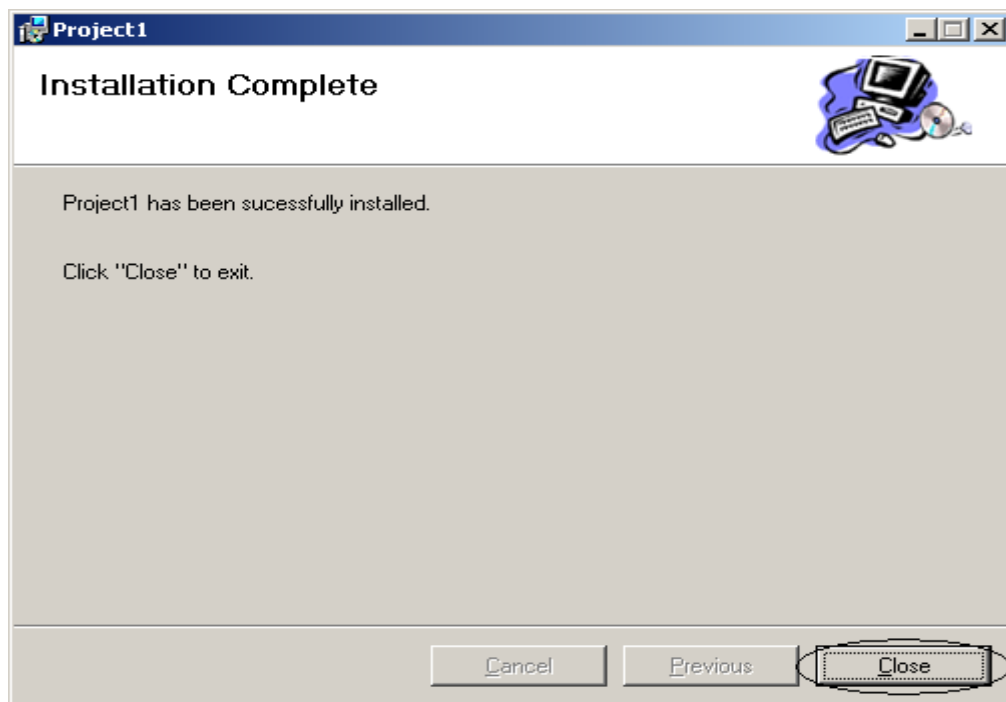 Project1
Installation Complete
Project1 has been sucessfully installed.
Click "Close" to exit.
Cancel
Previous
Close